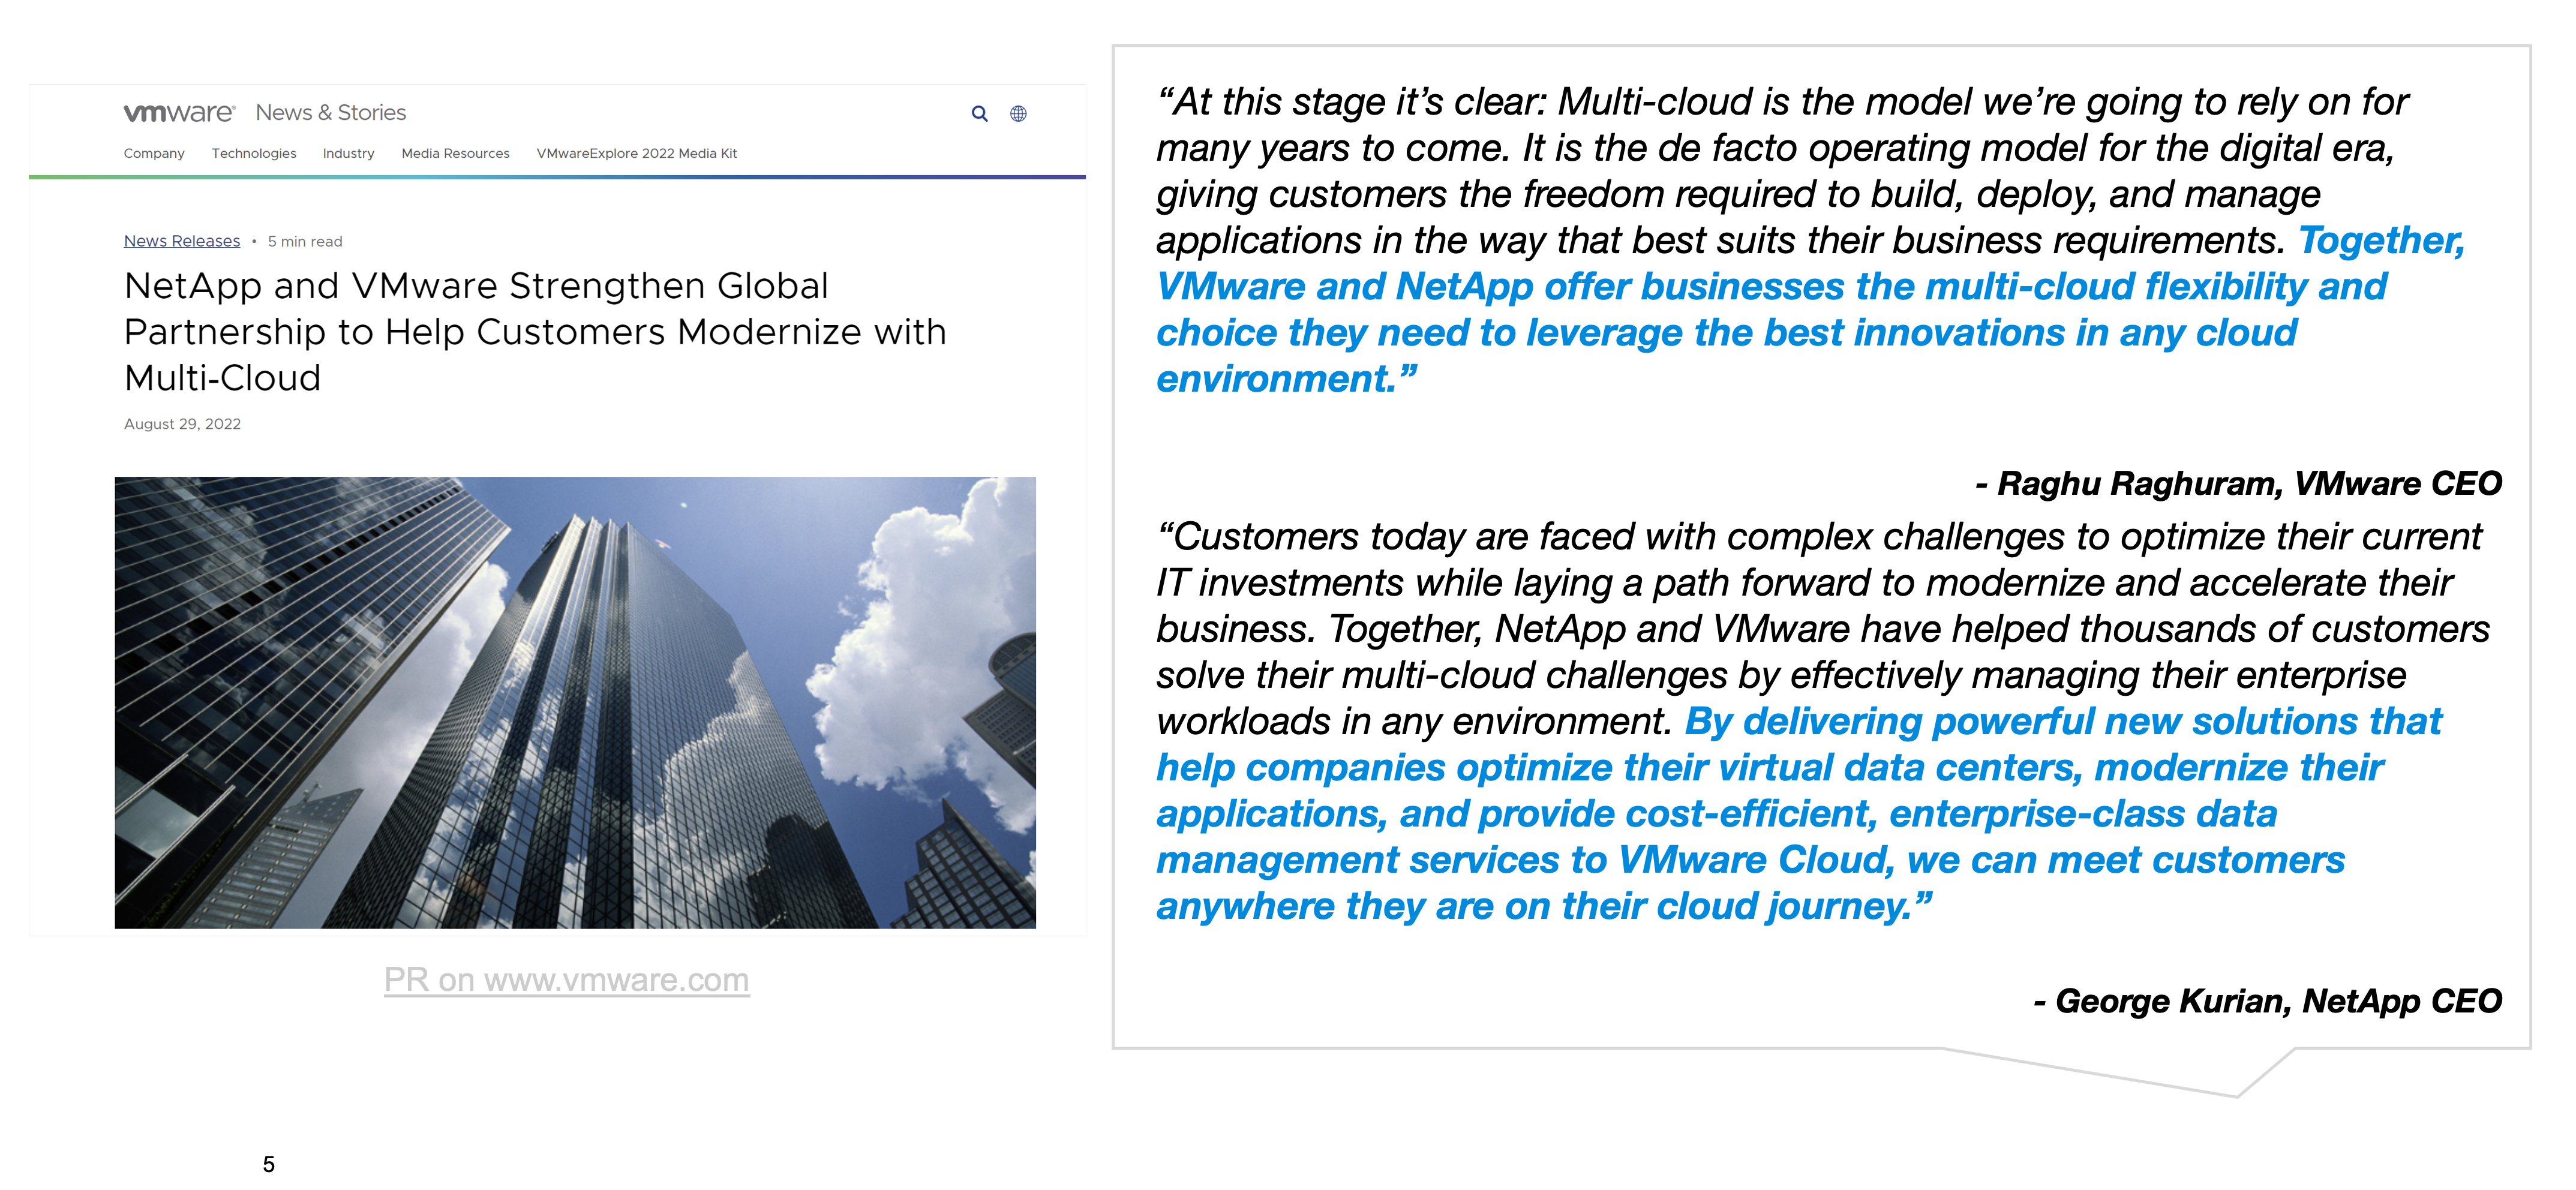 vmware® News & Stories
Company Technologies Industry Media Resources VMwareExplore 2022 Media Kit
News Releases • 5 min read
NetApp and VMware Strengthen Global
Partnership to Help Customers Modernize with
Multi-Cloud
August 29, 2022
PR on www.vmware.com
“At this stage it’s clear: Multi-cloud is the model we’re going to rely on for
many years to come. It is the de facto operating model for the digital era,
giving customers the freedom required to build, deploy, and manage
applications in the way that best suits their business requirements. Together,
VMware and NetApp offer businesses the multi-cloud flexibility and
choice they need to leverage the best innovations in any cloud
environment.”
- Raghu Raghuram, VMware CEO
“Customers today are faced with complex challenges to optimize their current
IT investments while laying a path forward to modernize and accelerate their
business. Together, NetApp and VMware have helped thousands of customers
solve their multi-cloud challenges by effectively managing their enterprise
workloads in any environment. By delivering powerful new solutions that
help companies optimize their virtual data centers, modernize their
applications, and provide cost-efficient, enterprise-class data
management services to VMware Cloud, we can meet customers
anywhere they are on their cloud journey.”
- George Kurian, NetApp CEO
5